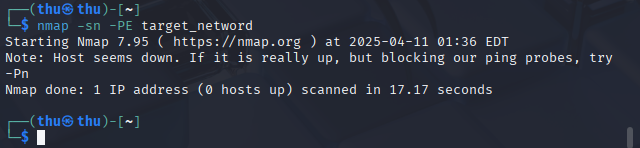 ┌──(thu㉿thu)-[~]
└─$ nmap -sn -PE target_netword
Starting Nmap 7.95 ( https://nmap.org ) at 2025-04-11 01:36 EDT
Note: Host seems down. If it is really up, but blocking our ping probes, try
-Pn
Nmap done: 1 IP address (0 hosts up) scanned in 17.17 seconds
┌──(thu㉿thu)-[~]
└─$